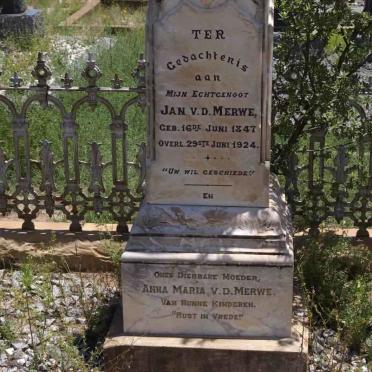 TER
Gedachtenis
aan
MIJN ECHTGENOOT
JAN V.D. MERWE,
GEB. 16DE JUNI 1847
OVERL. 29STE JUNI 1924.
"UW WIL GESCHIEDE"
EN
ONZE DIERBARE MOEDER,
ANNA MARIA V.D. MERWE.
VAN HUNNE KINDEREN.
"RUST IN VREDE"